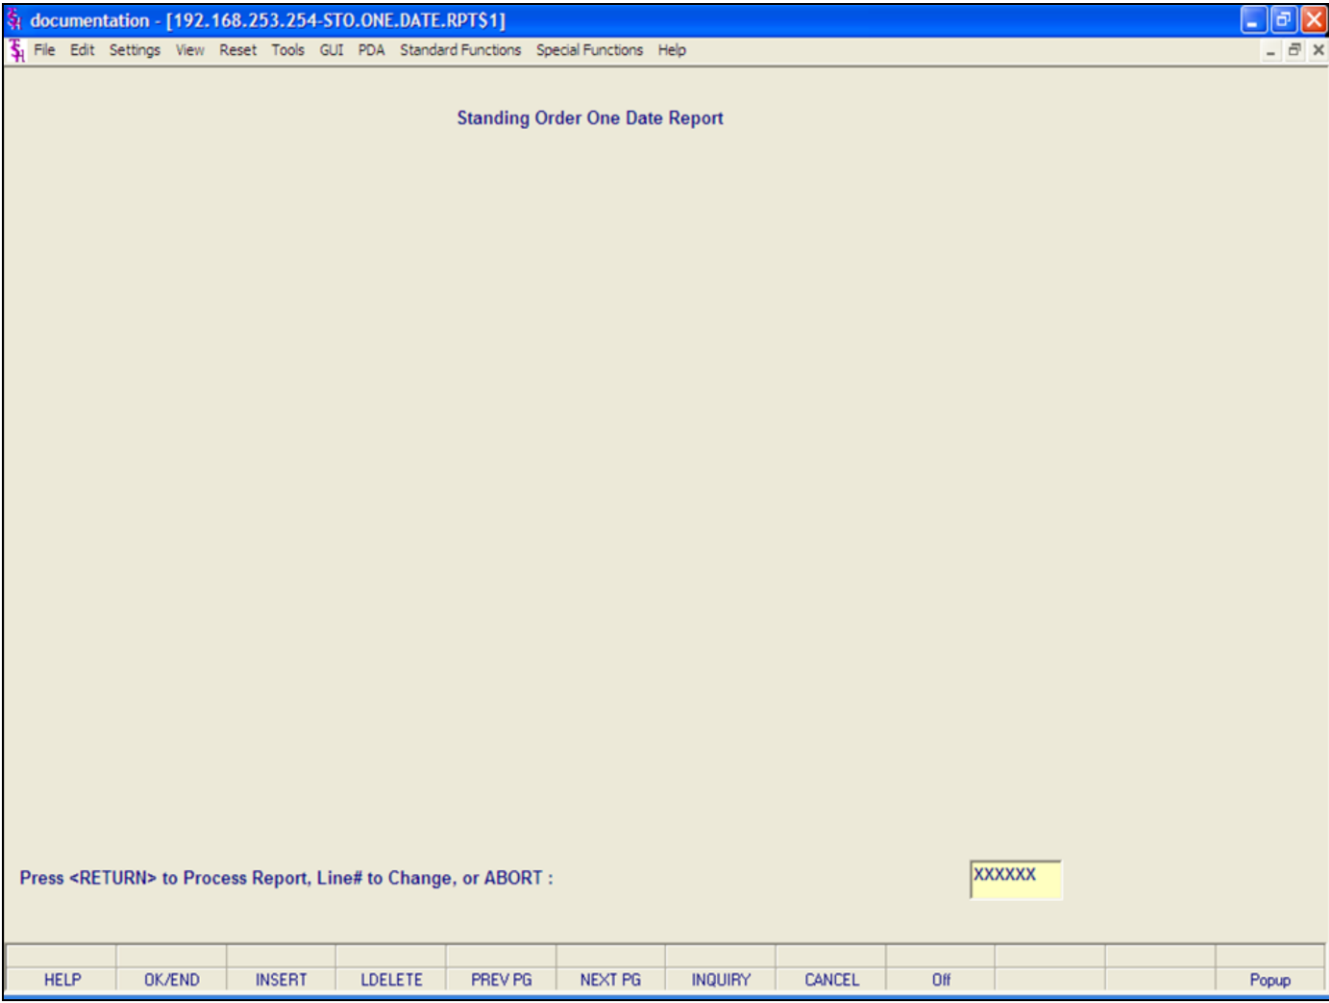 documentation - [192.168.253.254-STO.ONE.DATE.RPT$1]
File Edit Settings View Reset Tools GUI PDA Standard Functions Special Functions Help
Standing Order One Date Report
Press <RETURN> to Process Report, Line# to Change, or ABORT : XXXXXX
HELP OK/END INSERT LDELETE PREV PG NEXT PG INQUIRY CANCEL Off Popup